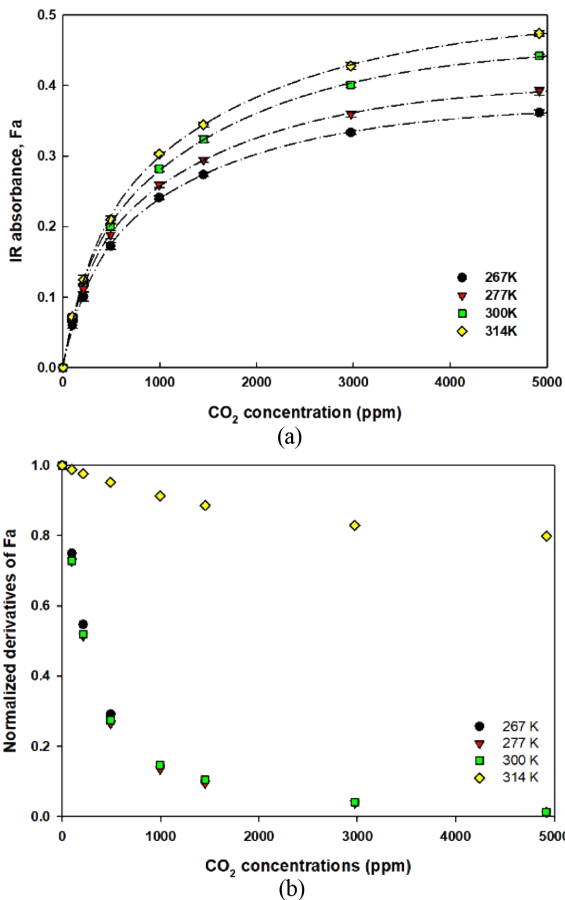 0.5
0.4
0.3
0.2
0.1
0.0
IR absorbance, Fa
267K
277K
300K
314K
0 1000 2000 3000 4000 5000
CO2 concentration (ppm)
(a)
1.0
0.8
0.6
0.4
0.2
0.0
Normalized derivatives of Fa
267 K
277 K
300 K
314 K
0 1000 2000 3000 4000 5000
CO2 concentrations (ppm)
(b)